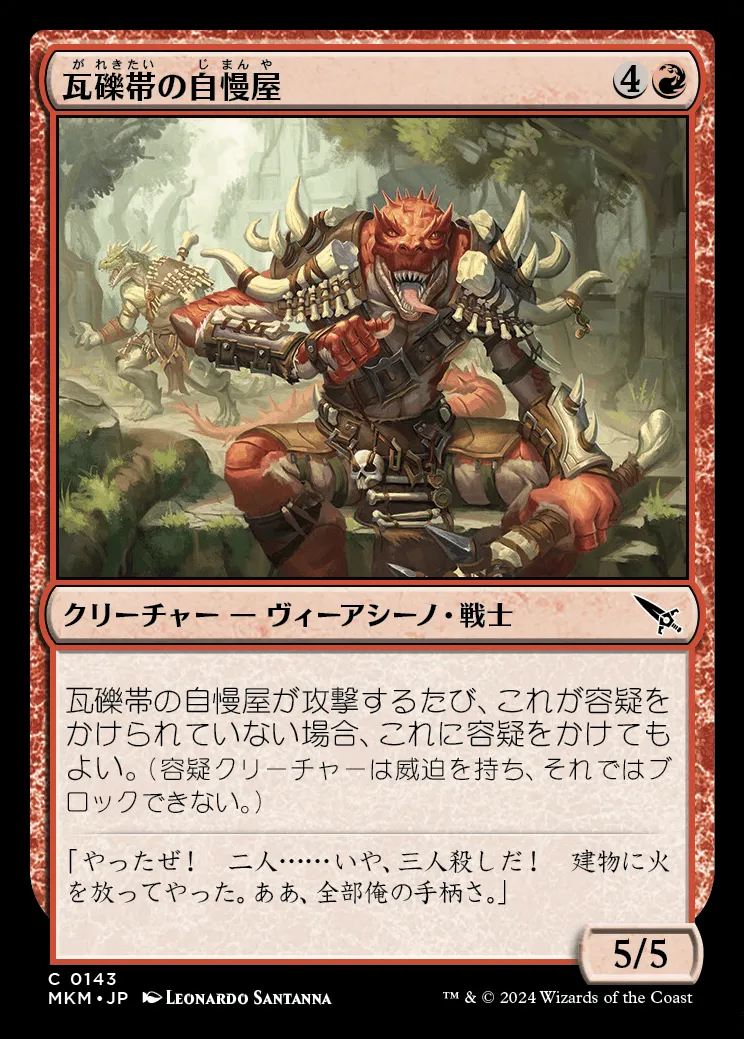 がれきたい じまんや
瓦礫帯の自慢屋 4
クリーチャー — ヴィーアシーノ・戦士
瓦礫帯の自慢屋が攻撃するたび、これが容疑を
かけられていない場合、これに容疑をかけても
よい。（容疑クリーチャーは威迫を持ち、それではブ
ロックできない。）
「やったぜ！　二人……いや、三人殺しだ！　建物に火
を放ってやった。ああ、全部俺の手柄さ。」
5/5
C 0143
MKM • JP Leonardo Santanna
™ & © 2024 Wizards of the Coast